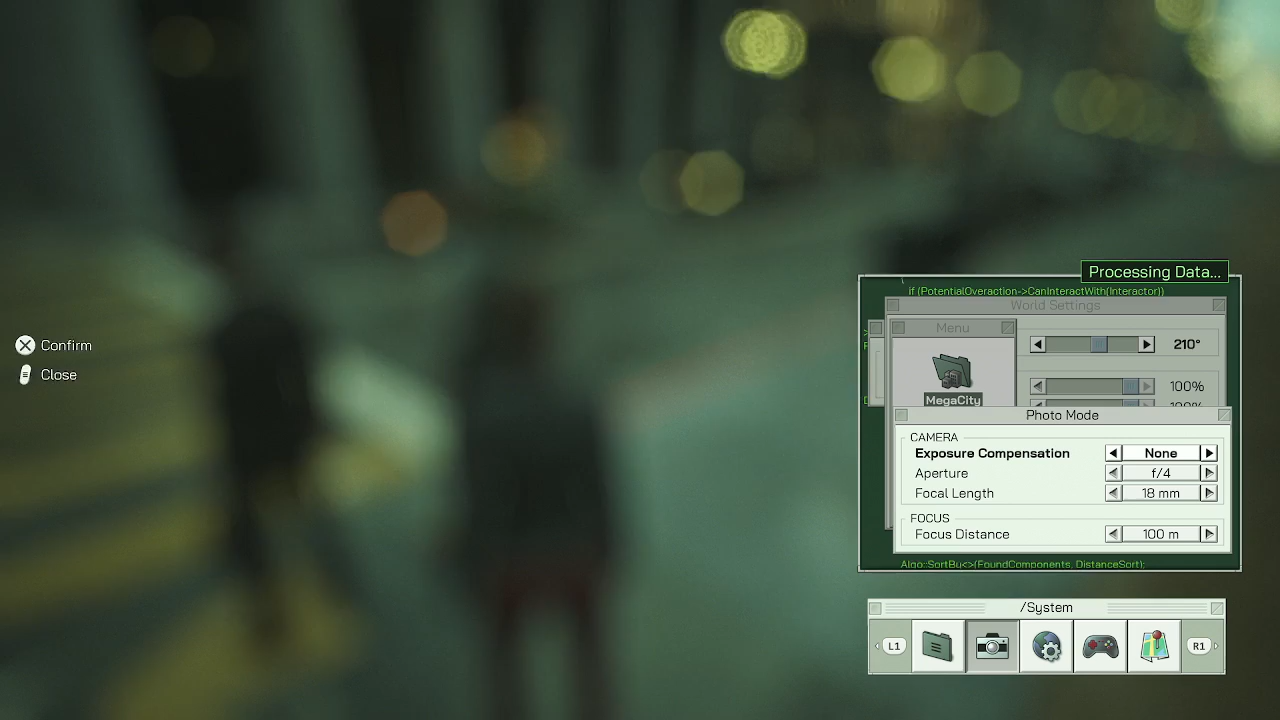 Processing Data...
if (PotentialOveraction->CanInteractWith(Interactor))
World Settings
Menu
210°
Confirm
Close
100%
MegaCity
Photo Mode
CAMERA
Exposure Compensation None
Aperture f/4
Focal Length 18 mm
FOCUS
Focus Distance 100 m
Algo::SortBy<>(FoundComponents, DistanceSort);
/System
L1
R1